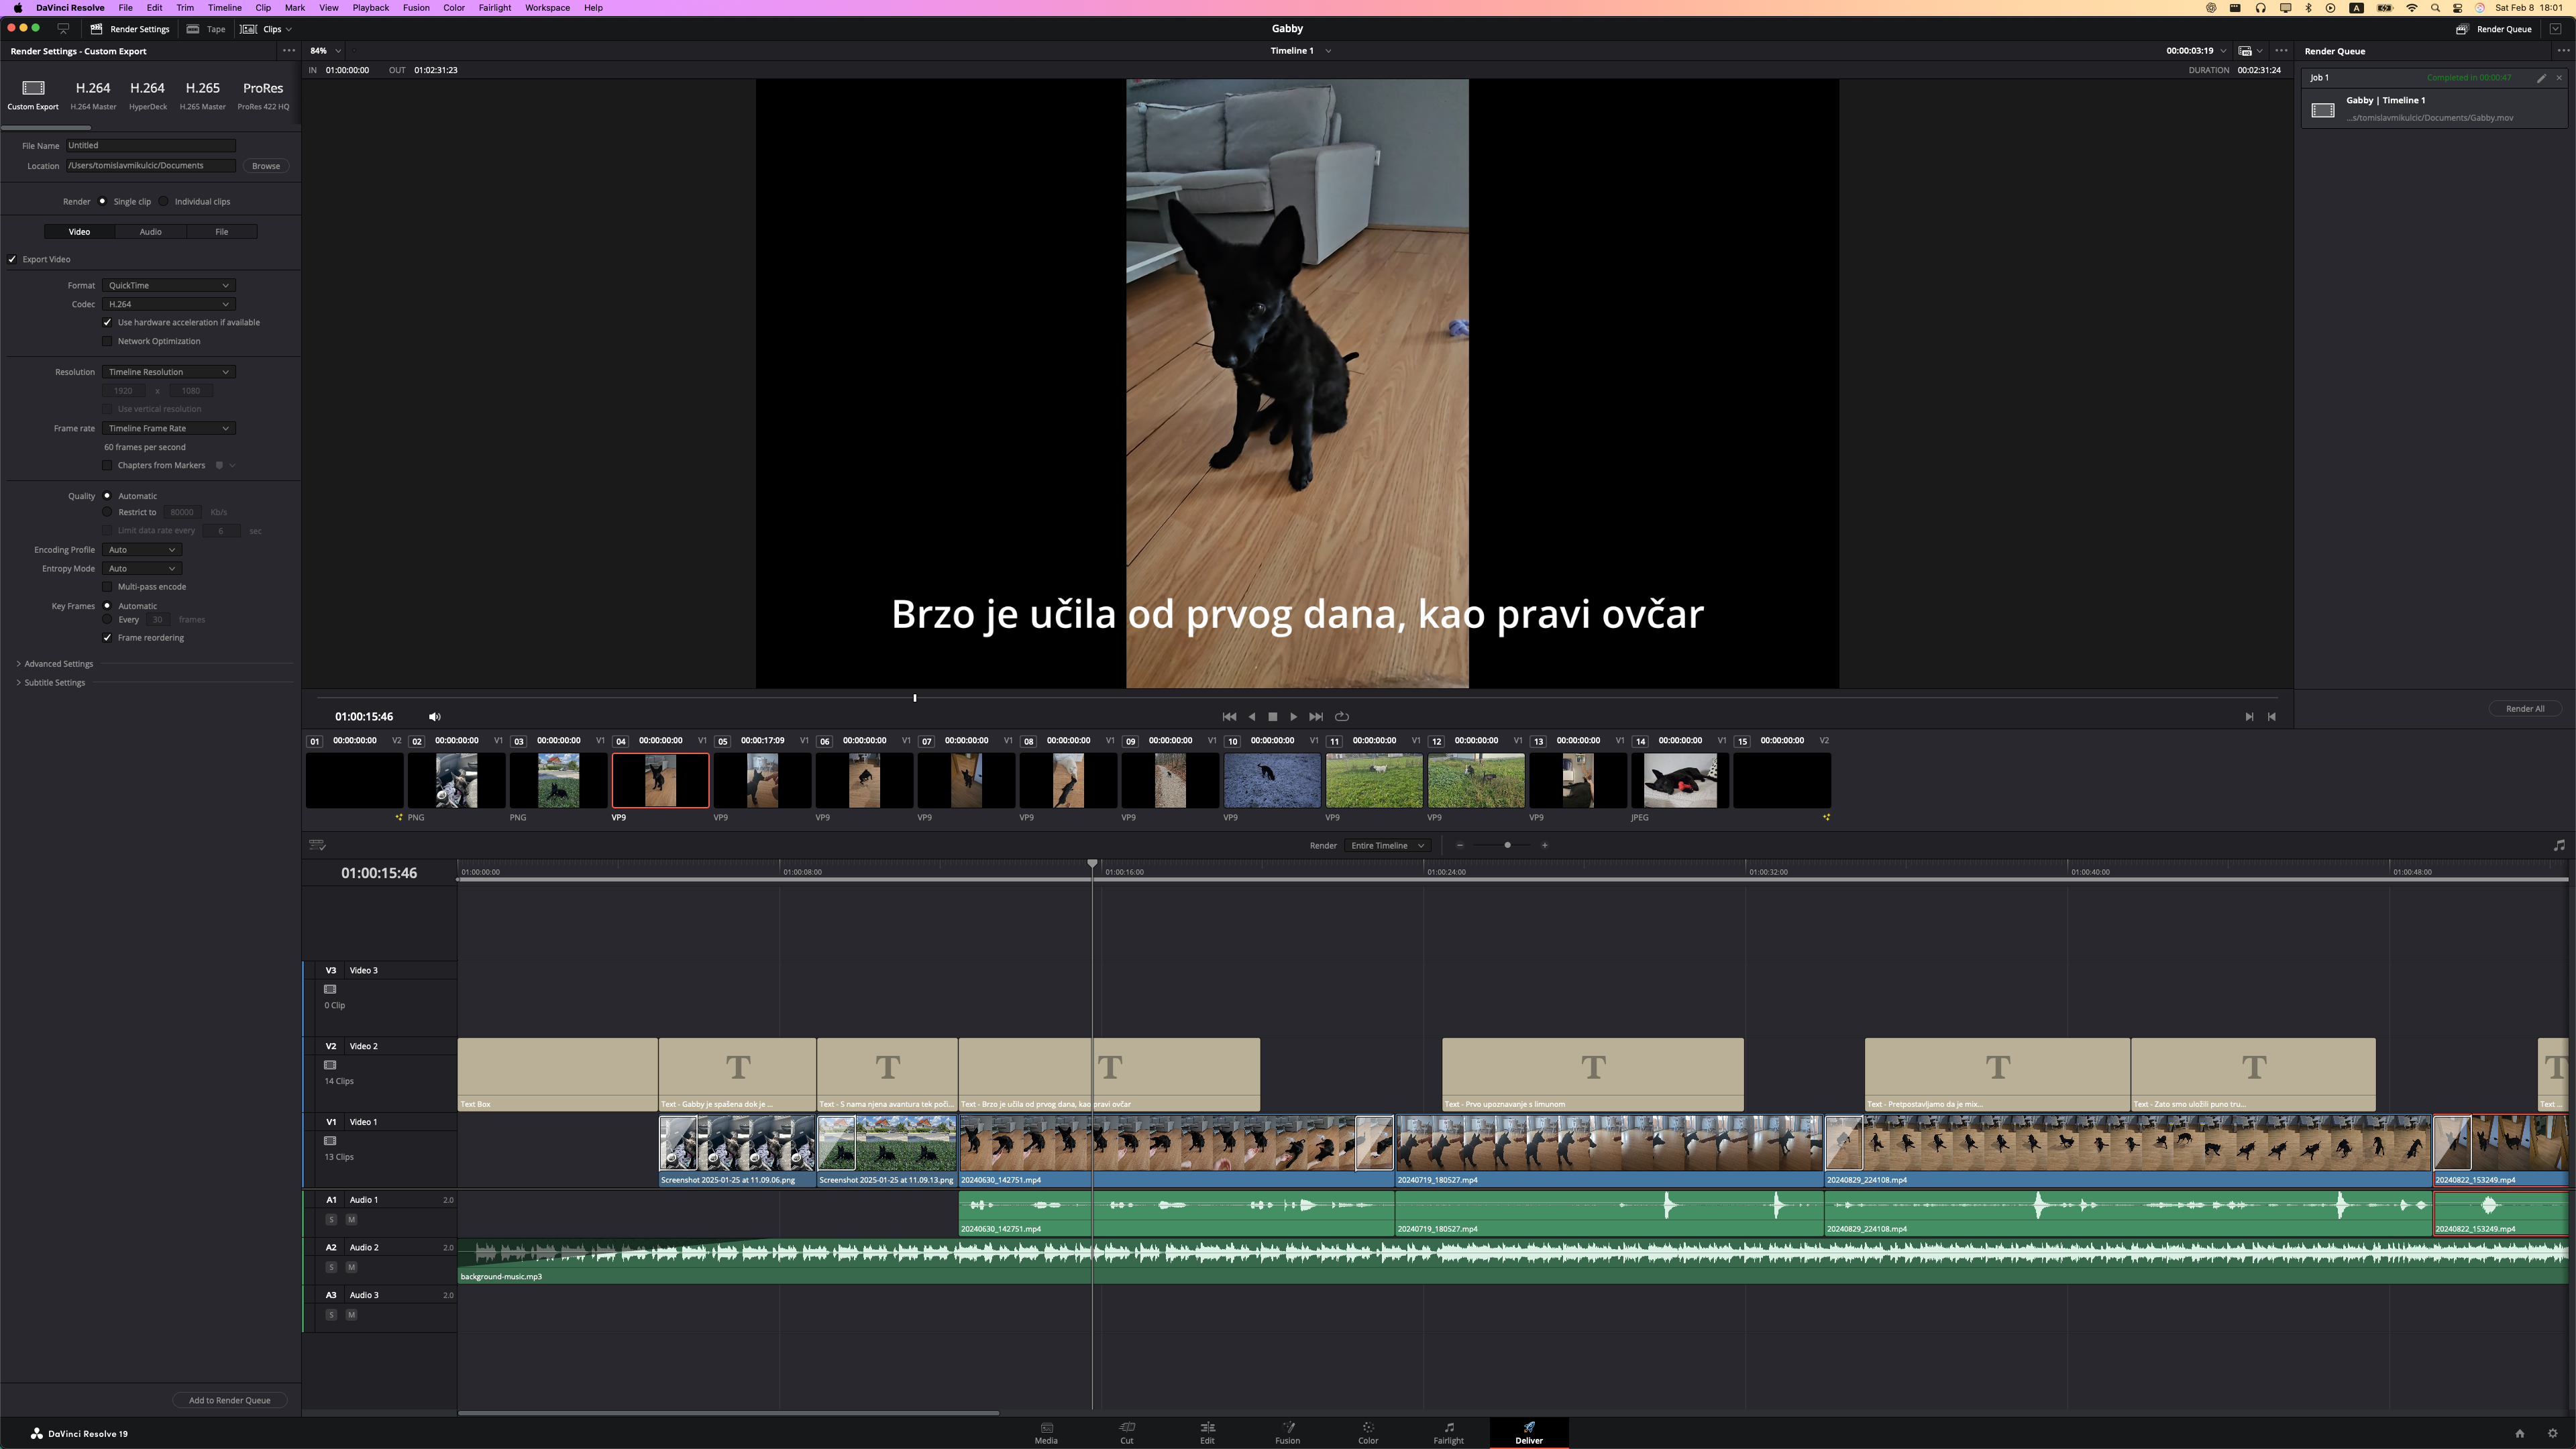 DaVinci Resolve File Edit Trim Timeline Clip Mark View Playback Fusion Color Fairlight Workspace Help
A
Sat Feb 8 18:01
Render Settings
Tape
Clips
Gabby
Render Queue
Render Settings - Custom Export
84%
Timeline 1
00:00:03:19
Render Queue
IN 01:00:00:00 OUT 01:02:31:23
DURATION 00:02:31:24
Custom Export
H.264
H.264 Master
H.264
HyperDeck
H.265
H.265 Master
ProRes
ProRes 422 HQ
File Name Untitled
Location /Users/tomislavmikulcic/Documents Browse
Render Single clip Individual clips
Video Audio File
Export Video
Format QuickTime
Codec H.264
Use hardware acceleration if available
Network Optimization
Resolution Timeline Resolution
1920 x 1080
Use vertical resolution
Frame rate Timeline Frame Rate
60 frames per second
Chapters from Markers
Quality Automatic
Restrict to 80000 Kb/s
Limit data rate every 6 sec
Encoding Profile Auto
Entropy Mode Auto
Multi-pass encode
Key Frames Automatic
Every 30 frames
Frame reordering
Advanced Settings
Subtitle Settings
Add to Render Queue
Brzo je učila od prvog dana, kao pravi ovčar
Job 1 Completed in 00:00:47
Gabby | Timeline 1
...s/tomislavmikulcic/Documents/Gabby.mov
Render All
01:00:15:46
01 00:00:00:00 V2 02 00:00:00:00 V1 03 00:00:00:00 V1 04 00:00:00:00 V1 05 00:00:17:09 V1 06 00:00:00:00 V1 07 00:00:00:00 V1 08 00:00:00:00 V1 09 00:00:00:00 V1 10 00:00:00:00 V1 11 00:00:00:00 V1 12 00:00:00:00 V1 13 00:00:00:00 V1 14 00:00:00:00 V1 15 00:00:00:00 V2
PNG PNG VP9 VP9 VP9 VP9 VP9 VP9 VP9 VP9 VP9 VP9 JPEG
Render Entire Timeline
01:00:15:46
01:00:00:00 01:00:08:00 01:00:16:00 01:00:24:00 01:00:32:00 01:00:40:00 01:00:48:00
V3 Video 3
0 Clip
V2 Video 2
14 Clips
T T T T T T T
Text Box
Text - Gabby je spašena dok je ...
Text - S nama njena avantura tek poči...
Text - Brzo je učila od prvog dana, kao pravi ovčar
Text - Prvo upoznavanje s limunom
Text - Pretpostavljamo da je mix...
Text - Zato smo uložili puno tru...
Text ...
V1 Video 1
13 Clips
Screenshot 2025-01-25 at 11.09.06.png
Screenshot 2025-01-25 at 11.09.13.png
20240630_142751.mp4
20240719_180527.mp4
20240829_224108.mp4
20240822_153249.mp4
A1 Audio 1 2.0
S M
20240630_142751.mp4
20240719_180527.mp4
20240829_224108.mp4
20240822_153249.mp4
A2 Audio 2 2.0
S M
background-music.mp3
A3 Audio 3 2.0
S M
DaVinci Resolve 19
Media Cut Edit Fusion Color Fairlight Deliver